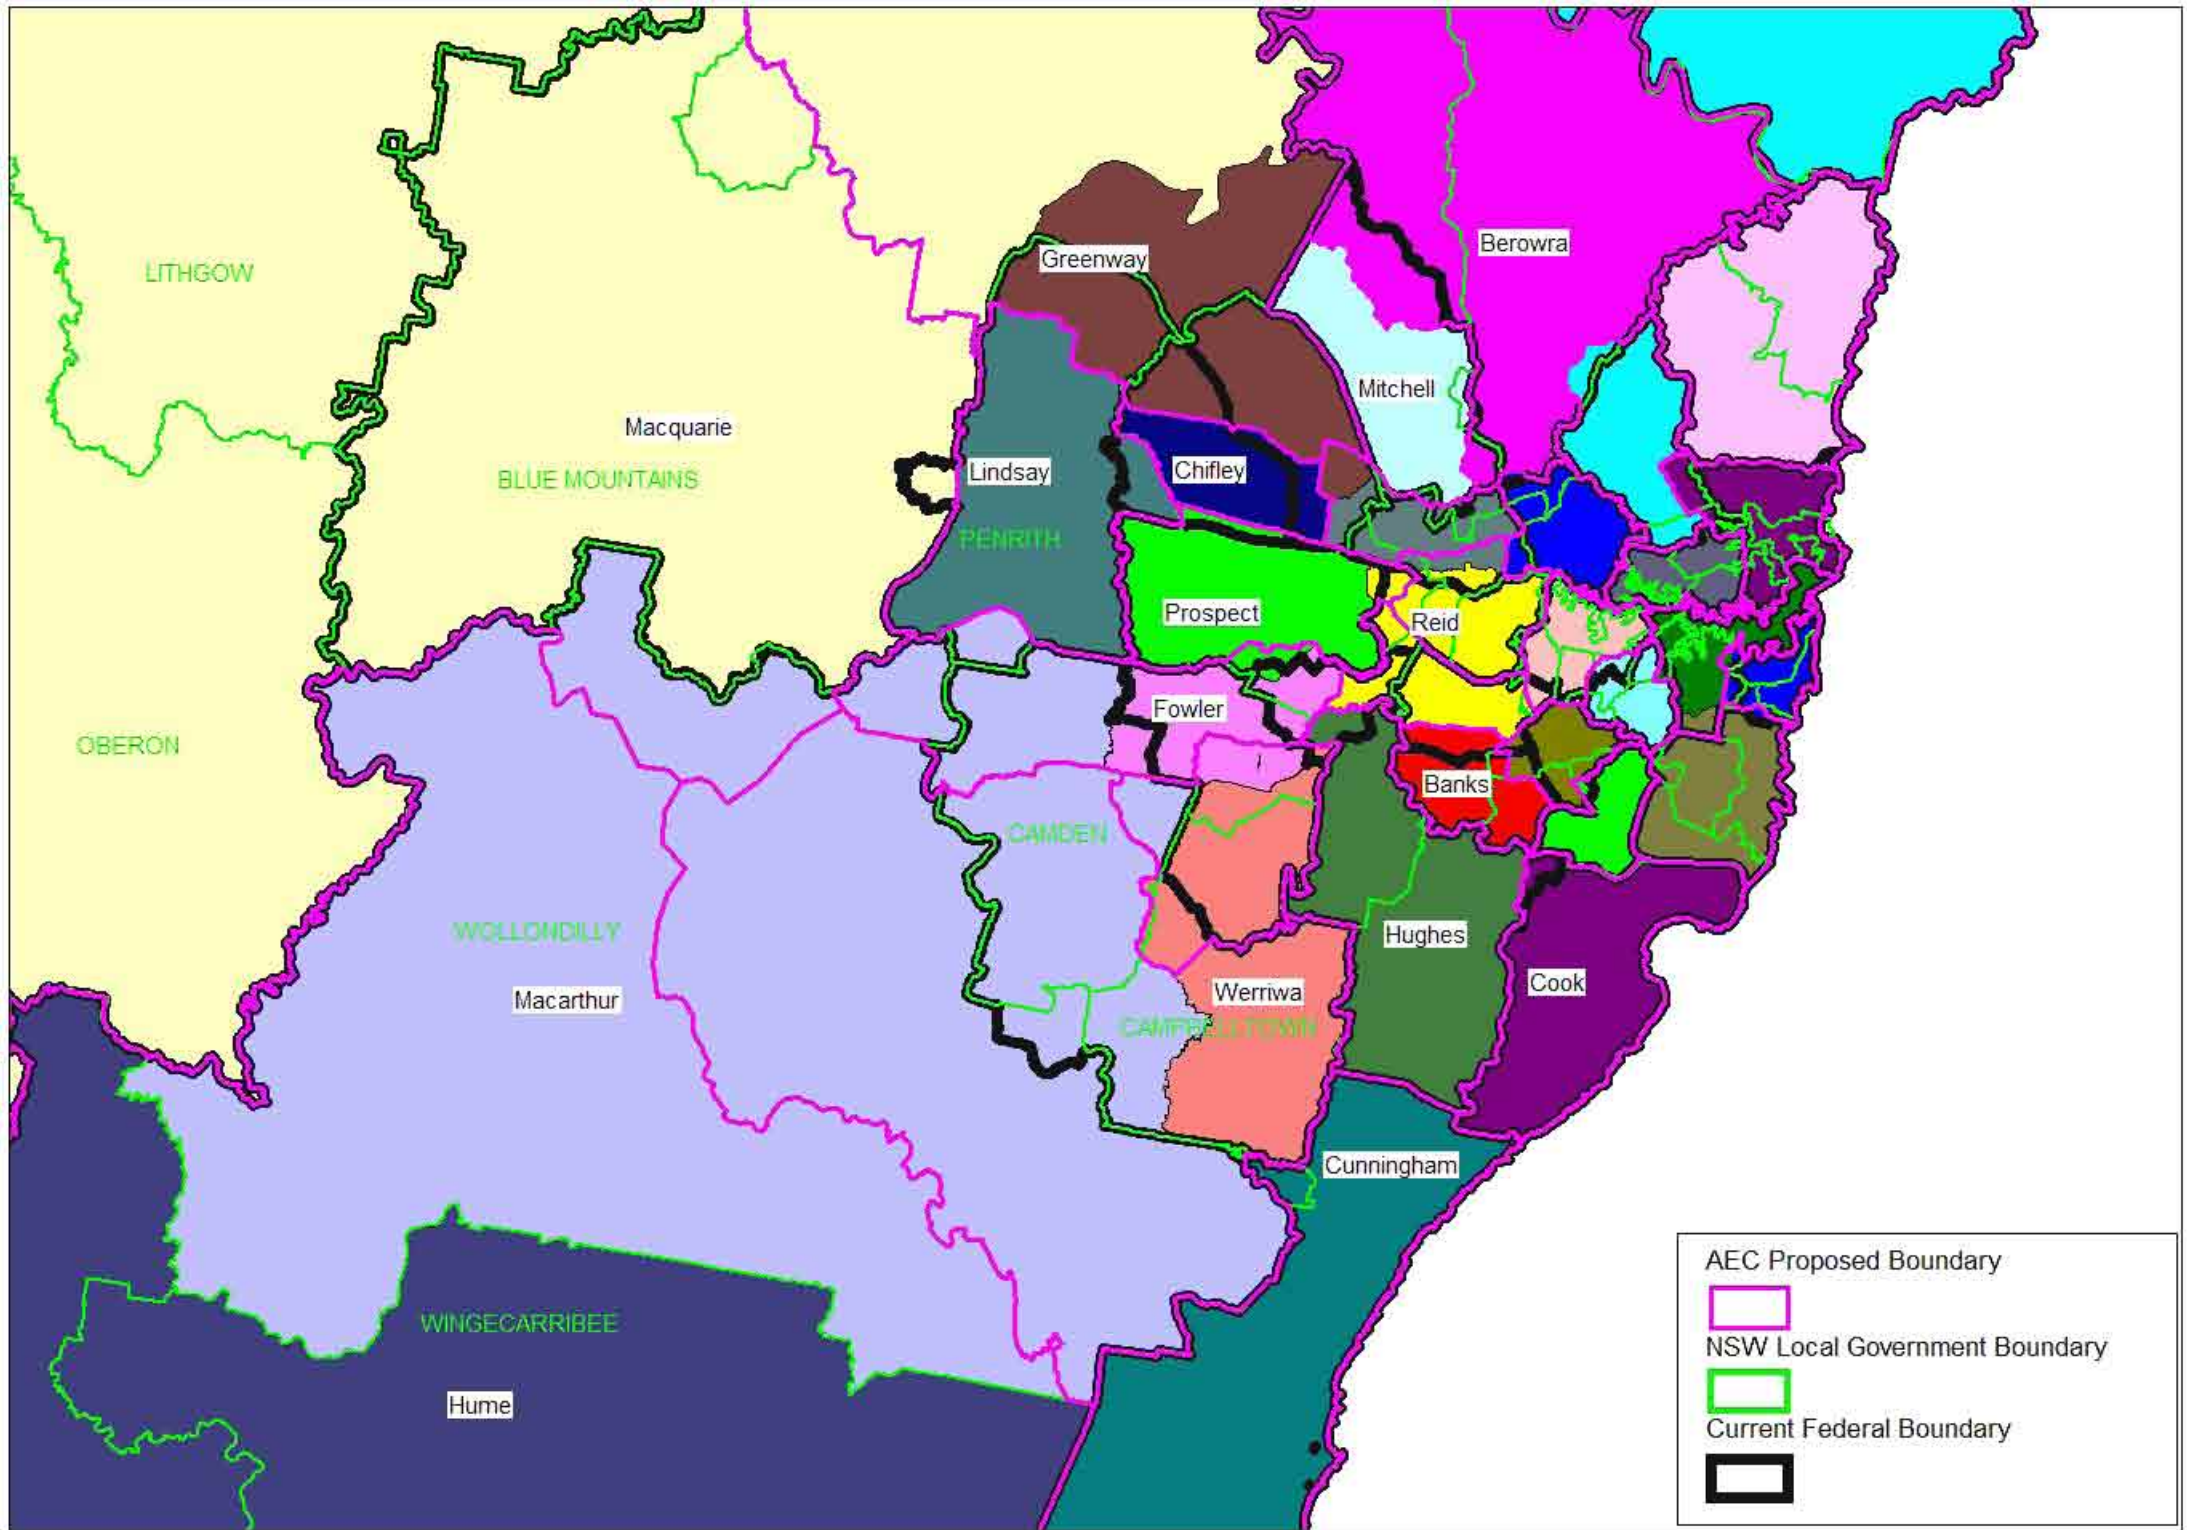 Berowra
Greenway
LITHGOW
Mitchell
Macquarie
Lindsay
Chifley
BLUE MOUNTAINS
PENRITH
Prospect
Reid
Fowler
OBERON
Banks
CAMDEN
WOLLONDILLY
Hughes
Cook
Macarthur
Werriwa
CAMPBELLTOWN
Cunningham
WINGECARRIBEE
Hume
AEC Proposed Boundary
NSW Local Government Boundary
Current Federal Boundary